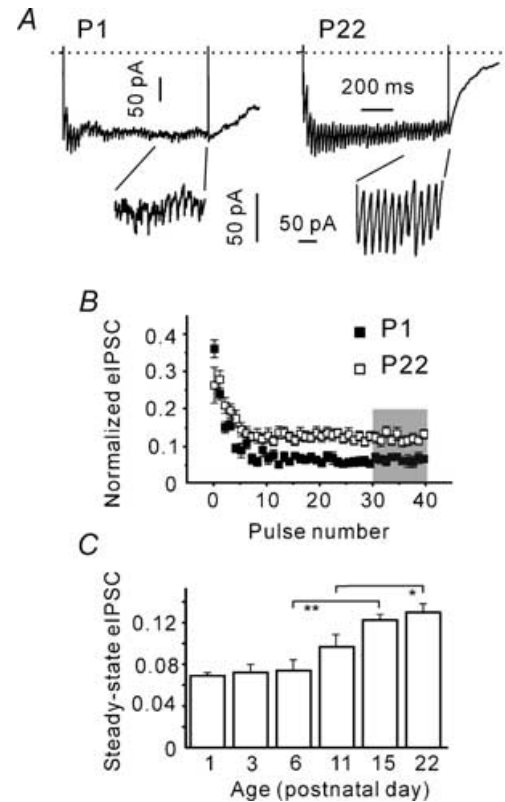 A
P1
P22
50 pA
200 ms
50 pA
50 pA
B
Normalized eIPSC
0.4
0.3
0.2
0.1
0
P1
P22
0 10 20 30 40
Pulse number
C
Steady-state eIPSC
0.12
0.08
0.04
0
**
*
1 3 6 11 15 22
Age (postnatal day)